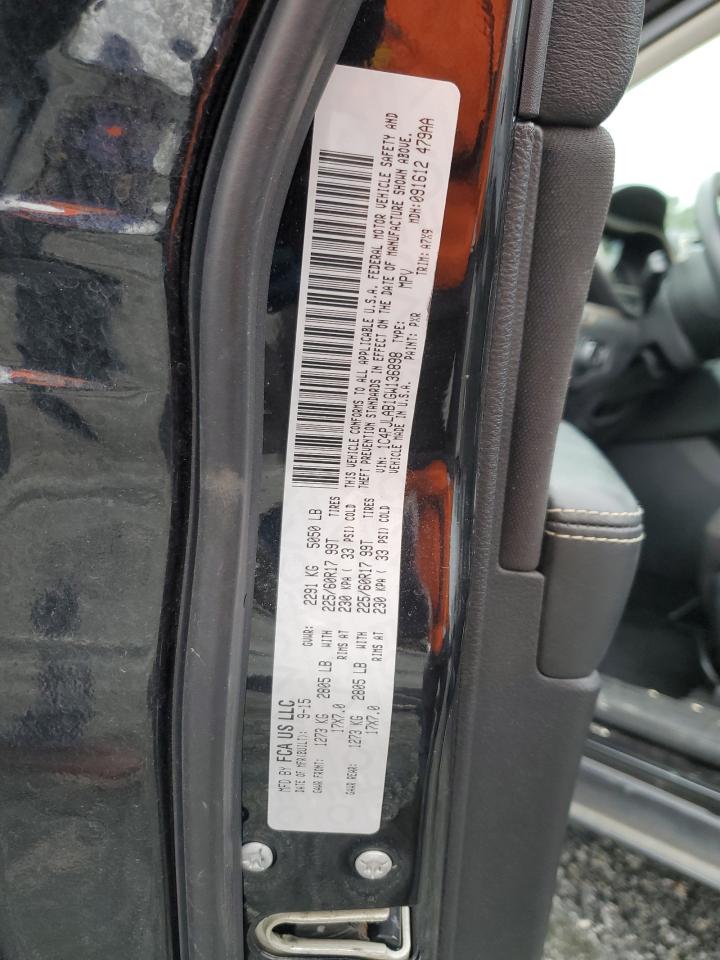 MFD BY FCA US LLC
DATE OF MFR(BUILT): 9-15 GVWR: 2291 KG 5050 LB
GAWR FRONT: 1273 KG 2805 LB WITH 225/60R17 99T TIRES
17X7.0 RIMS AT 230 KPA ( 33 PSI) COLD
GAWR REAR: 1273 KG 2805 LB WITH 225/60R17 99T TIRES
17X7.0 RIMS AT 230 KPA ( 33 PSI) COLD
THIS VEHICLE CONFORMS TO ALL APPLICABLE U.S.A. FEDERAL MOTOR VEHICLE SAFETY AND
THEFT PREVENTION STANDARDS IN EFFECT ON THE DATE OF MANUFACTURE SHOWN ABOVE.
VIN: 1C4PJLAB1GW136898 TYPE: MPV MDH:091612 479AA
VEHICLE MADE IN U.S.A. PAINT: PXR TRIM: A7X9